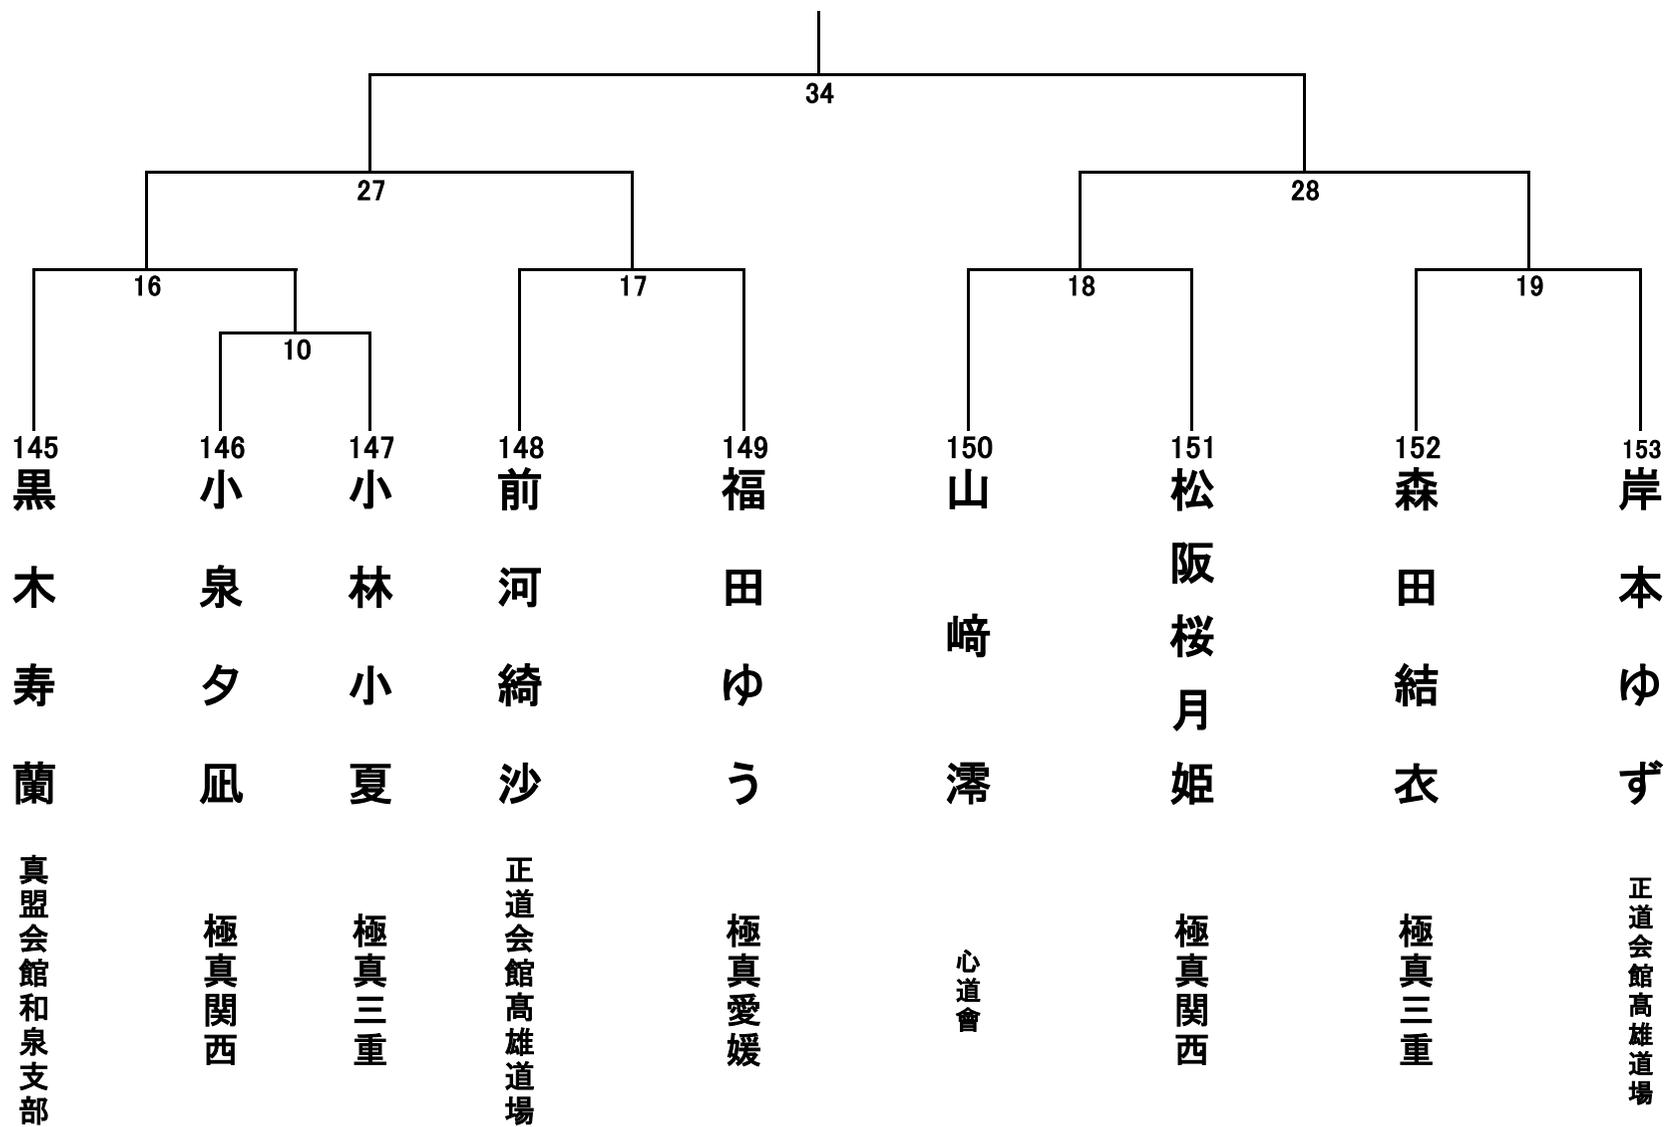 34
27
28
16
17
18
19
10
145
146
147
148
149
150
151
152
153
黒木寿蘭
小泉夕凪
小林小夏
前河綺沙
福田ゆう
山﨑澪
松阪桜月姫
森田結衣
岸本ゆず
真盟会館和泉支部
極真関西
極真三重
正道会館髙雄道場
極真愛媛
心道會
極真関西
極真三重
正道会館髙雄道場